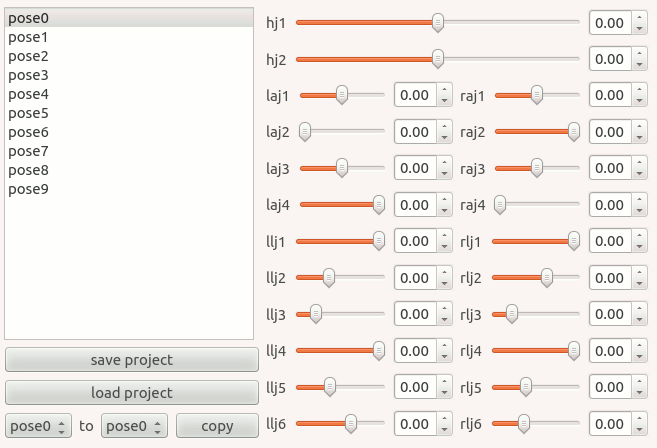 pose0
pose1
pose2
pose3
pose4
pose5
pose6
pose7
pose8
pose9
save project
load project
pose0 to pose0 copy
hj1 0.00
hj2 0.00
laj1 0.00 raj1 0.00
laj2 0.00 raj2 0.00
laj3 0.00 raj3 0.00
laj4 0.00 raj4 0.00
llj1 0.00 rlj1 0.00
llj2 0.00 rlj2 0.00
llj3 0.00 rlj3 0.00
llj4 0.00 rlj4 0.00
llj5 0.00 rlj5 0.00
llj6 0.00 rlj6 0.00